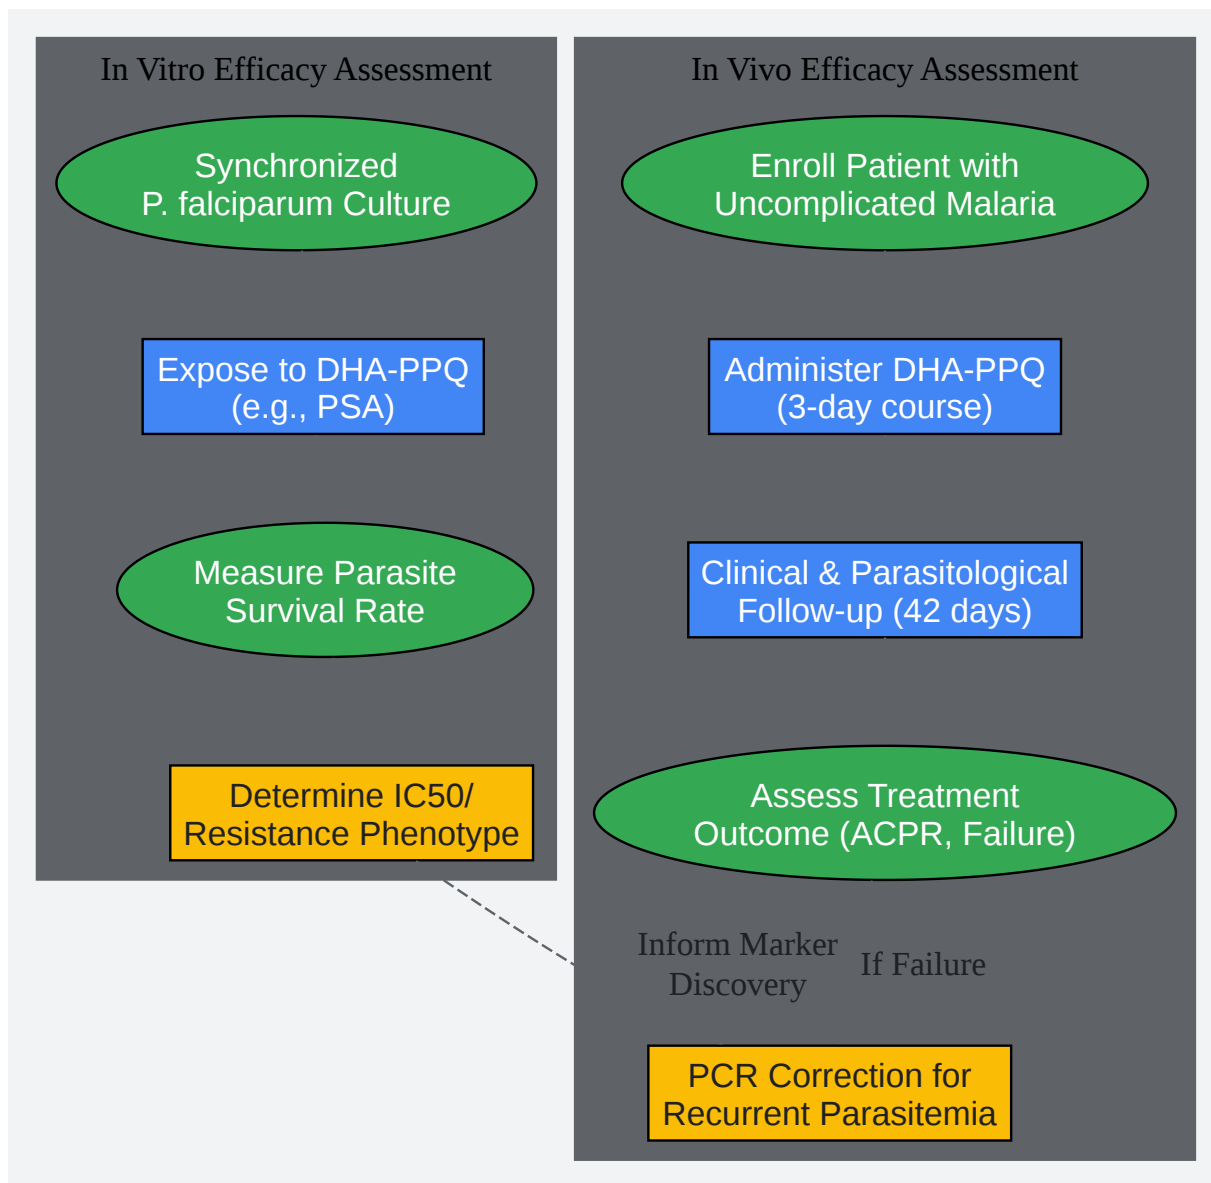 In Vitro Efficacy Assessment
Synchronized
P. falciparum Culture
Expose to DHA-PPQ
(e.g., PSA)
Measure Parasite
Survival Rate
Determine IC50/
Resistance Phenotype
In Vivo Efficacy Assessment
Enroll Patient with
Uncomplicated Malaria
Administer DHA-PPQ
(3-day course)
Clinical & Parasitological
Follow-up (42 days)
Assess Treatment
Outcome (ACPR, Failure)
Inform Marker
Discovery
If Failure
PCR Correction for
Recurrent Parasitemia